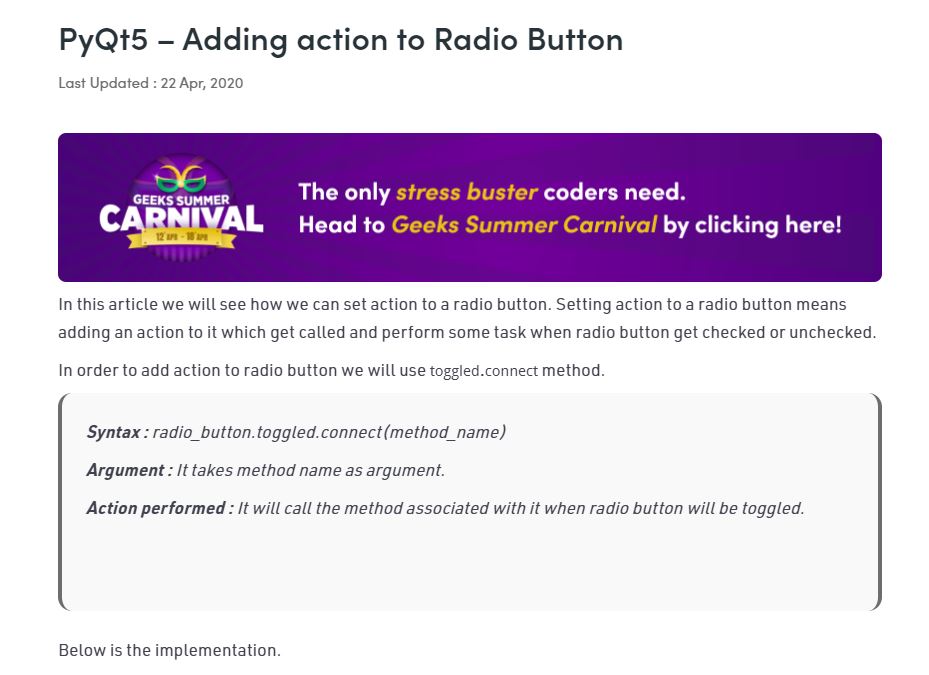 PyQt5 – Adding action to Radio Button
Last Updated : 22 Apr, 2020
GEEKS SUMMER
CARNIVAL
12 APR - 18 APR
The only stress buster coders need.
Head to Geeks Summer Carnival by clicking here!
In this article we will see how we can set action to a radio button. Setting action to a radio button means
adding an action to it which get called and perform some task when radio button get checked or unchecked.
In order to add action to radio button we will use toggled.connect method.
Syntax : radio_button.toggled.connect(method_name)
Argument : It takes method name as argument.
Action performed : It will call the method associated with it when radio button will be toggled.
Below is the implementation.